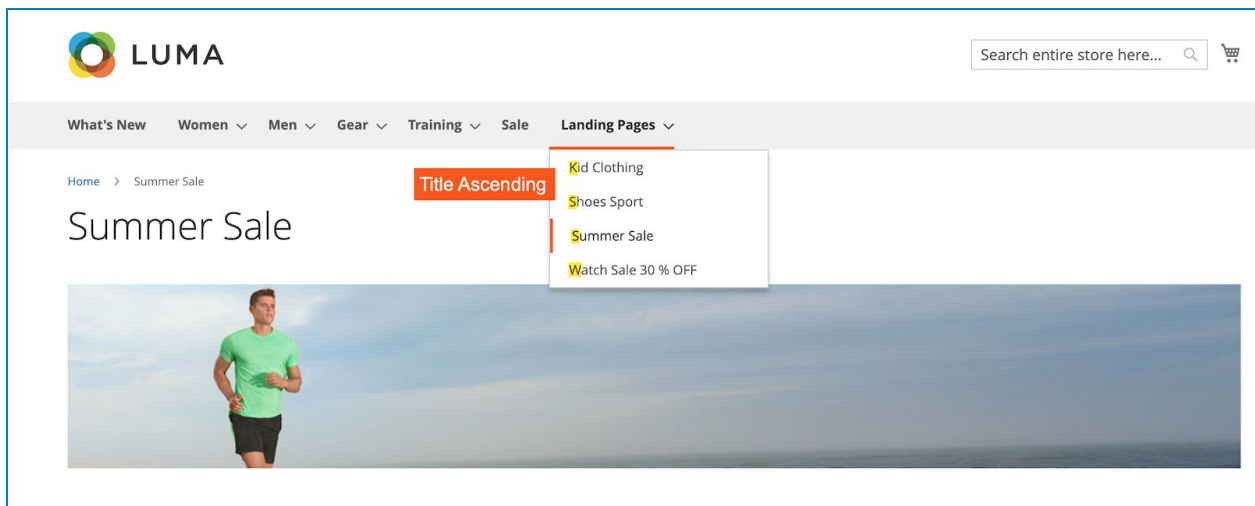 LUMA
Search entire store here...
What's New Women Men Gear Training Sale Landing Pages
Kid Clothing
Home > Summer Sale
Title Ascending
Shoes Sport
Summer Sale
Summer Sale
Watch Sale 30 % OFF